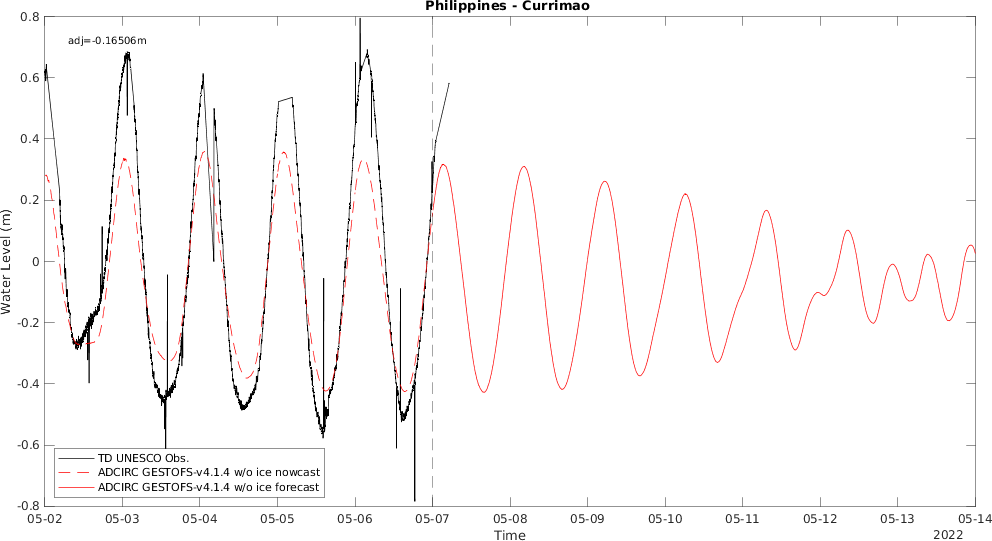 Philippines - Currimao
adj=-0.16506m
0.8
0.6
0.4
0.2
0
-0.2
-0.4
-0.6
-0.8
Water Level (m)
TD UNESCO Obs.
ADCIRC GESTOFS-v4.1.4 w/o ice nowcast
ADCIRC GESTOFS-v4.1.4 w/o ice forecast
05-02 05-03 05-04 05-05 05-06 05-07 05-08 05-09 05-10 05-11 05-12 05-13 05-14
Time
2022